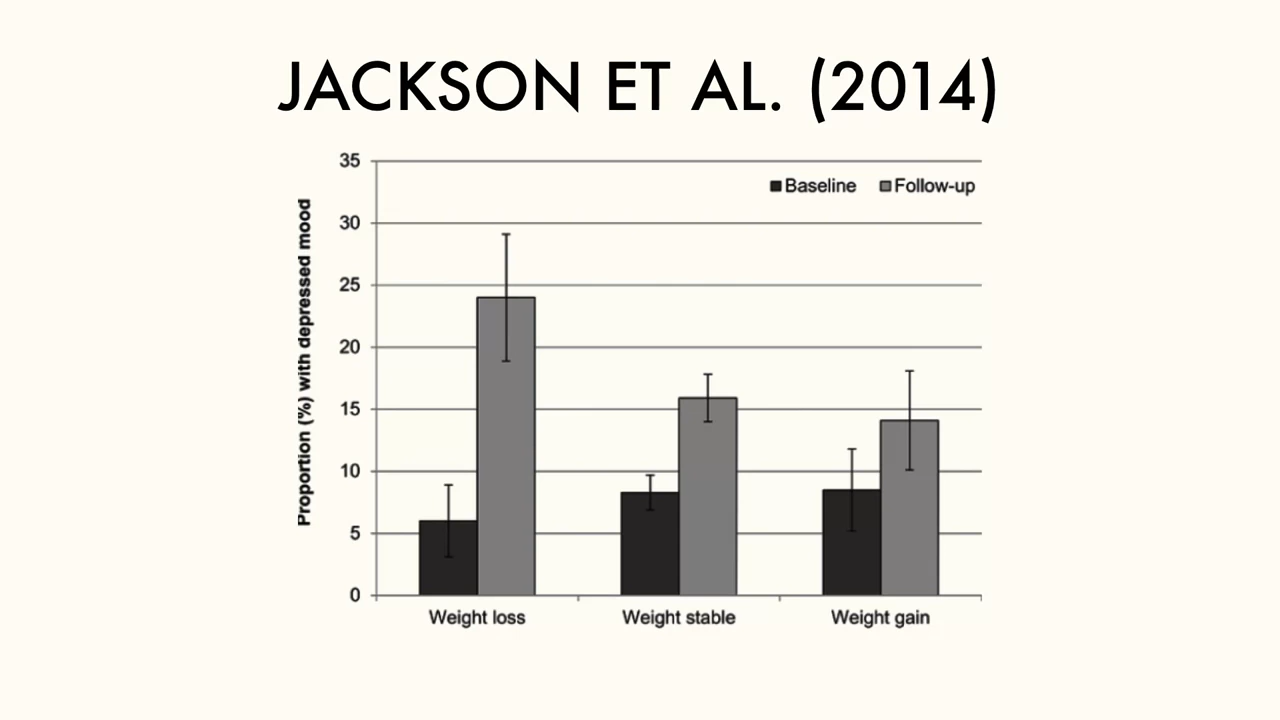 JACKSON ET AL. (2014)
Proportion (%) with depressed mood
35
30
25
20
15
10
5
0
Baseline Follow-up
Weight loss Weight stable Weight gain